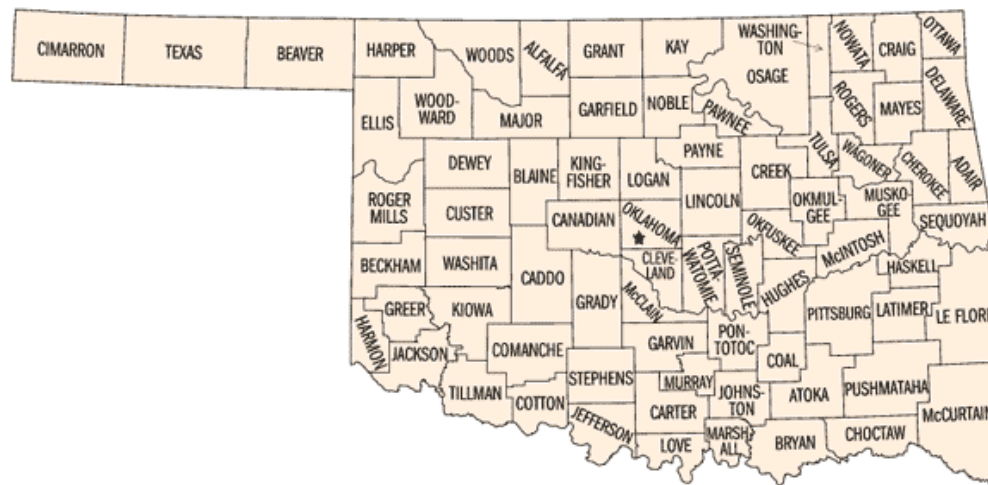 CIMARRON
TEXAS
BEAVER
HARPER
WOODS
ALFALFA
GRANT
KAY
WASHING-
TON
OSAGE
NOWATA
CRAIG
OTTAWA
ELLIS
WOOD-
WARD
MAJOR
GARFIELD
NOBLE
PAWNEE
ROGERS
MAYES
DELAWARE
DEWEY
BLAINE
KING-
FISHER
LOGAN
PAYNE
CREEK
TULSA
WAGONER
CHEROKEE
ADAIR
ROGER
MILLS
CUSTER
CANADIAN
OKLAHOMA
LINCOLN
OKMUL-
GEE
MUSKO-
GEE
SEQUOYAH
BECKHAM
WASHITA
CADDO
GRADY
CLEVE-
LAND
McCLAIN
POTTA-
WATOMIE
SEMINOLE
OKFUSKEE
HUGHES
McINTOSH
HASKELL
HARMON
GREER
KIOWA
JACKSON
COMANCHE
GARVIN
PON-
TOTOC
PITTSBURG
LATIMER
LE FLOR
TILLMAN
COTTON
STEPHENS
MURRAY
COAL
JEFFERSON
CARTER
JOHNS-
TON
ATOKA
PUSHMATAHA
McCURTAIN
LOVE
MARSH-
ALL
BRYAN
CHOCTAW